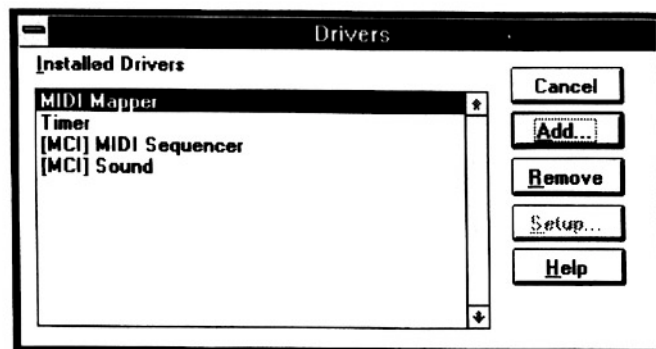 Drivers
Installed Drivers
MIDI Mapper
Timer
[MCI] MIDI Sequencer
[MCI] Sound
Cancel
Add...
Remove
Setup...
Help